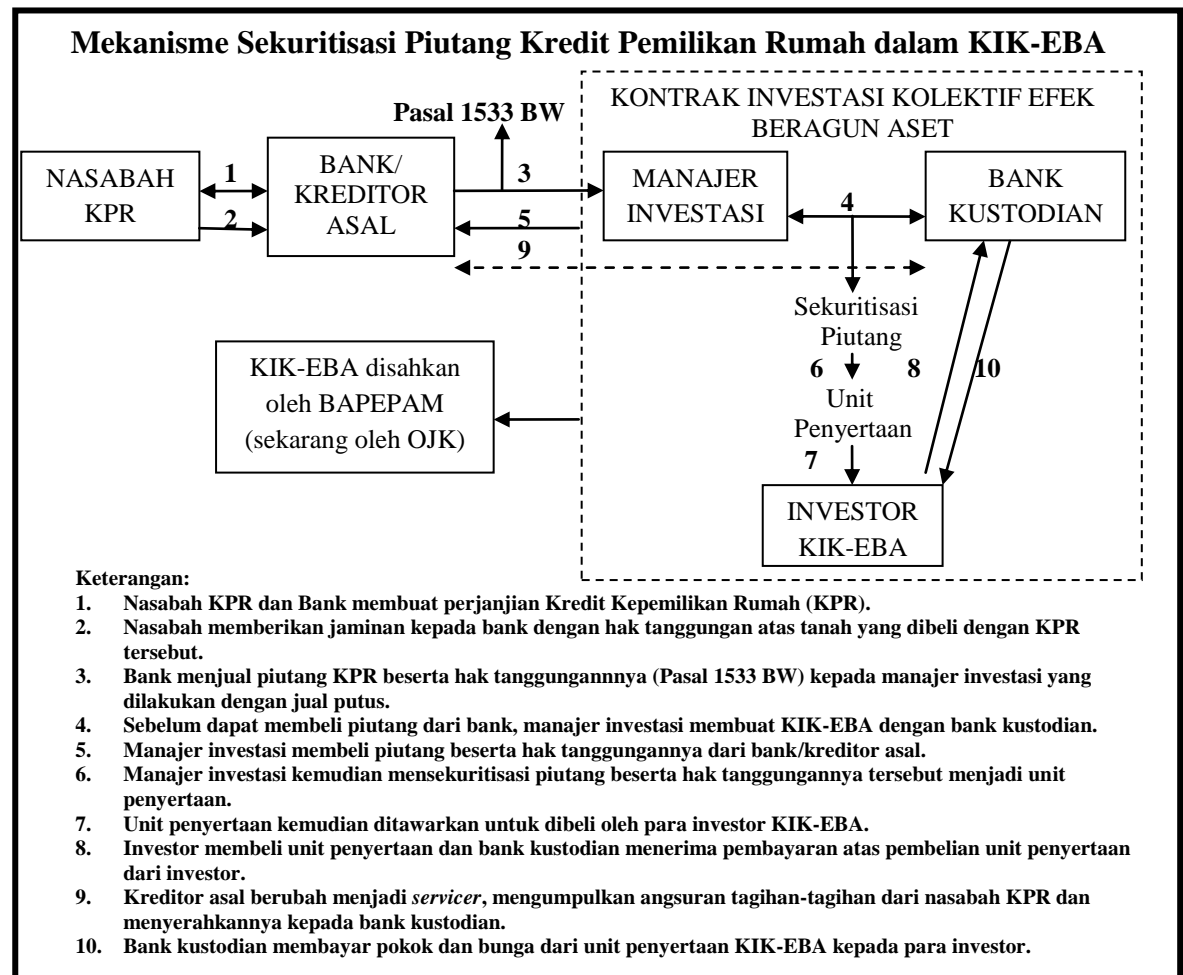 Mekanisme Sekuritisasi Piutang Kredit Pemilikan Rumah dalam KIK-EBA
KONTRAK INVESTASI KOLEKTIF EFEK
BERAGUN ASET
Pasal 1533 BW
NASABAH
KPR
1
2
BANK/
KREDITOR
ASAL
3
5
9
MANAJER
INVESTASI
4
BANK
KUSTODIAN
Sekuritisasi
Piutang
6
8
10
Unit
Penyertaan
7
INVESTOR
KIK-EBA
KIK-EBA disahkan
oleh BAPEPAM
(sekarang oleh OJK)
Keterangan:
1. Nasabah KPR dan Bank membuat perjanjian Kredit Kepemilikan Rumah (KPR).
2. Nasabah memberikan jaminan kepada bank dengan hak tanggungan atas tanah yang dibeli dengan KPR
tersebut.
3. Bank menjual piutang KPR beserta hak tanggungannnya (Pasal 1533 BW) kepada manajer investasi yang
dilakukan dengan jual putus.
4. Sebelum dapat membeli piutang dari bank, manajer investasi membuat KIK-EBA dengan bank kustodian.
5. Manajer investasi membeli piutang beserta hak tanggungannya dari bank/kreditor asal.
6. Manajer investasi kemudian mensekuritisasi piutang beserta hak tanggungannya tersebut menjadi unit
penyertaan.
7. Unit penyertaan kemudian ditawarkan untuk dibeli oleh para investor KIK-EBA.
8. Investor membeli unit penyertaan dan bank kustodian menerima pembayaran atas pembelian unit penyertaan
dari investor.
9. Kreditor asal berubah menjadi servicer, mengumpulkan angsuran tagihan-tagihan dari nasabah KPR dan
menyerahkannya kepada bank kustodian.
10. Bank kustodian membayar pokok dan bunga dari unit penyertaan KIK-EBA kepada para investor.